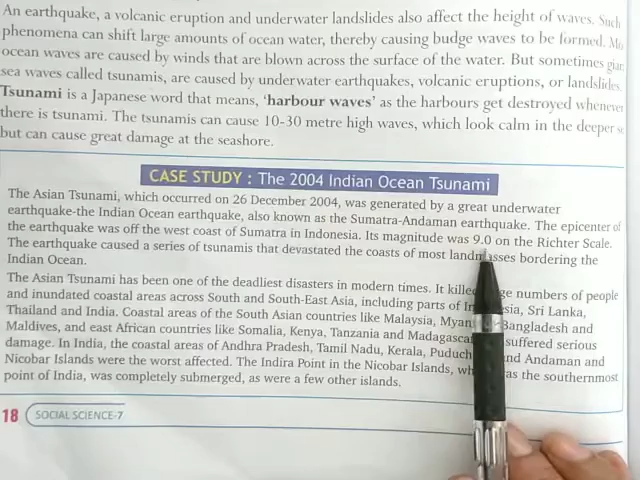 An earthquake, a volcanic eruption and underwater landslides also affect the height of waves. Such
phenomena can shift large amounts of ocean water, thereby causing budge waves to be formed.
ocean waves are caused by winds that are blown across the surface of the water. But sometimes
sea waves called tsunamis, are caused by underwater earthquakes, volcanic eruptions, or landslides.
Tsunami is a Japanese word that means, 'harbour waves' as the harbours get destroyed whenever
there is tsunami. The tsunamis can cause 10-30 metre high waves, which look calm in the deeper
but can cause great damage at the seashore.
CASE STUDY : The 2004 Indian Ocean Tsunami
The Asian Tsunami, which occurred on 26 December 2004, was generated by a great underwater
earthquake-the Indian Ocean earthquake, also known as the Sumatra-Andaman earthquake. The epicenter of
the earthquake was off the west coast of Sumatra in Indonesia. Its magnitude was 9.0 on the Richter Scale.
The earthquake caused a series of tsunamis that devastated the coasts of most landmasses bordering the
Indian Ocean.
The Asian Tsunami has been one of the deadliest disasters in modern times. It killed numbers of people
and inundated coastal areas across South and South-East Asia, including parts of Sri Lanka,
Thailand and India. Coastal areas of the South Asian countries like Malaysia, Bangladesh and
Maldives, and east African countries like Somalia, Kenya, Tanzania and Madagascar suffered serious
damage. In India, the coastal areas of Andhra Pradesh, Tamil Nadu, Kerala, and Andaman and
Nicobar Islands were the worst affected. The Indira Point in the Nicobar Islands, was the southernmost
point of India, was completely submerged, as were a few other islands.
18 SOCIAL SCIENCE-7